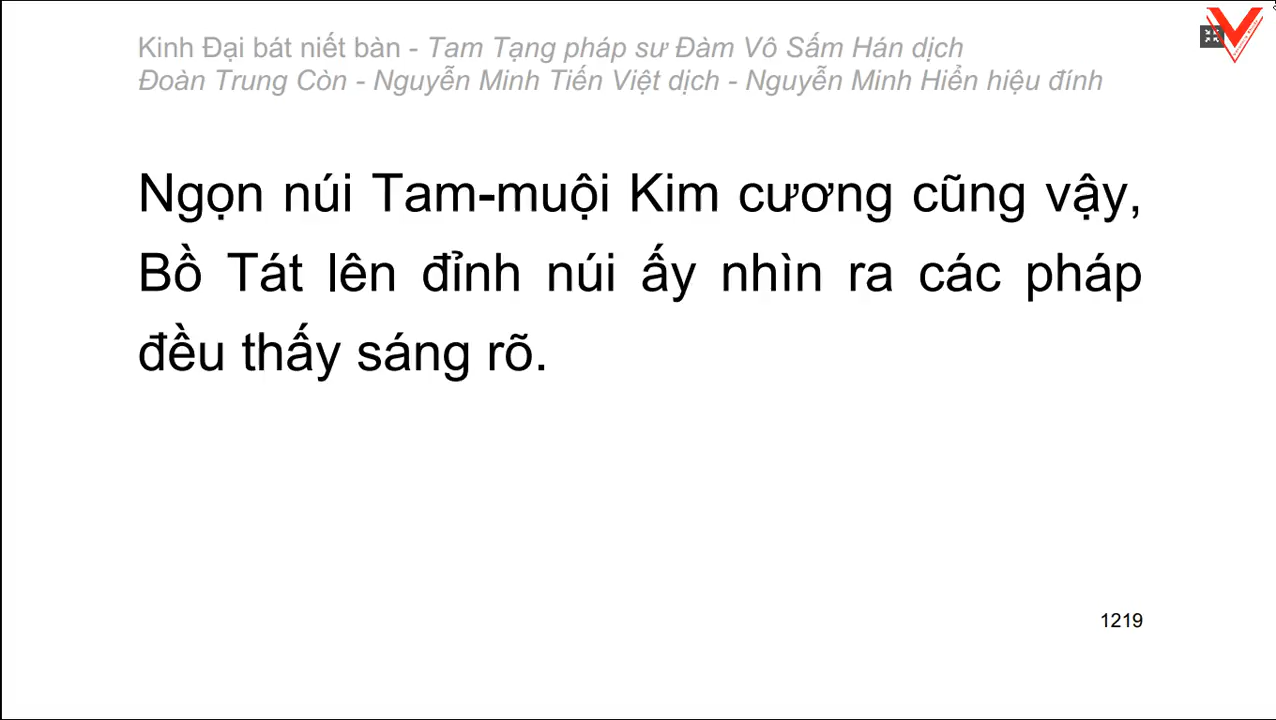 Kinh Đại bát niết bàn - Tam Tạng pháp sư Đàm Vô Sấm Hán dịch
Đoàn Trung Còn - Nguyễn Minh Tiến Việt dịch - Nguyễn Minh Hiển hiệu đính
Ngọn núi Tam-muội Kim cương cũng vậy,
Bồ Tát lên đỉnh núi ấy nhìn ra các pháp
đều thấy sáng rõ.
1219